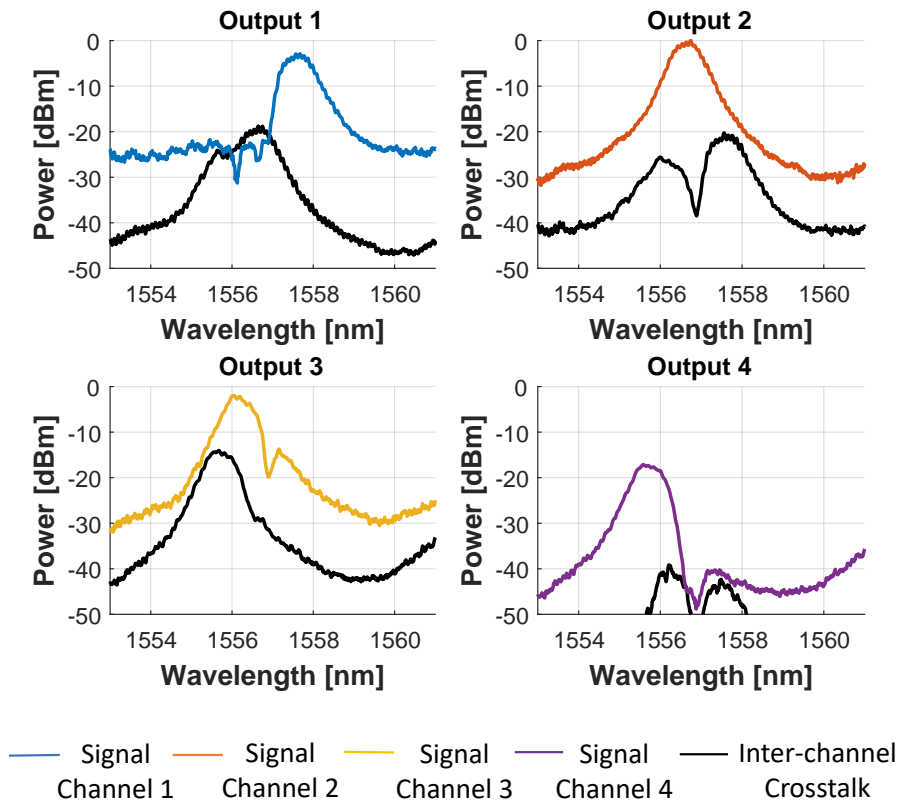 Output 1
0
-10
-20
-30
-40
-50
Power [dBm]
1554 1556 1558 1560
Wavelength [nm]
Output 2
0
-10
-20
-30
-40
-50
Power [dBm]
1554 1556 1558 1560
Wavelength [nm]
Output 3
0
-10
-20
-30
-40
-50
Power [dBm]
1554 1556 1558 1560
Wavelength [nm]
Output 4
0
-10
-20
-30
-40
-50
Power [dBm]
1554 1556 1558 1560
Wavelength [nm]
Signal
Channel 1
Signal
Channel 2
Signal
Channel 3
Signal
Channel 4
Inter-channel
Crosstalk